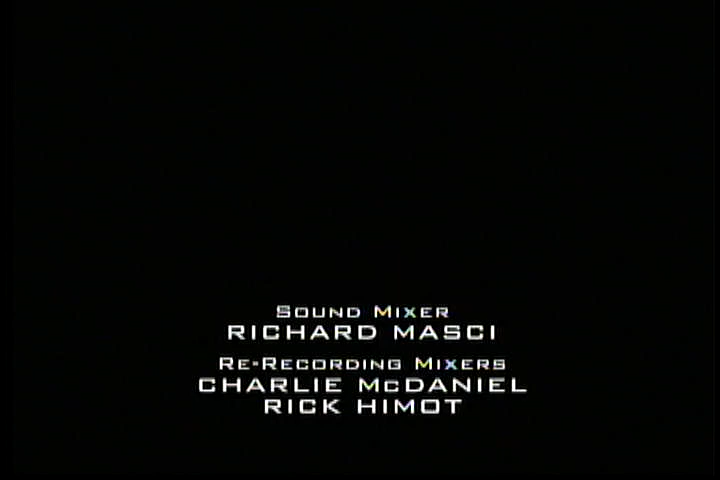 Sound Mixer
RICHARD MASCI
Re-Recording Mixers
CHARLIE McDANIEL
RICK HIMOT